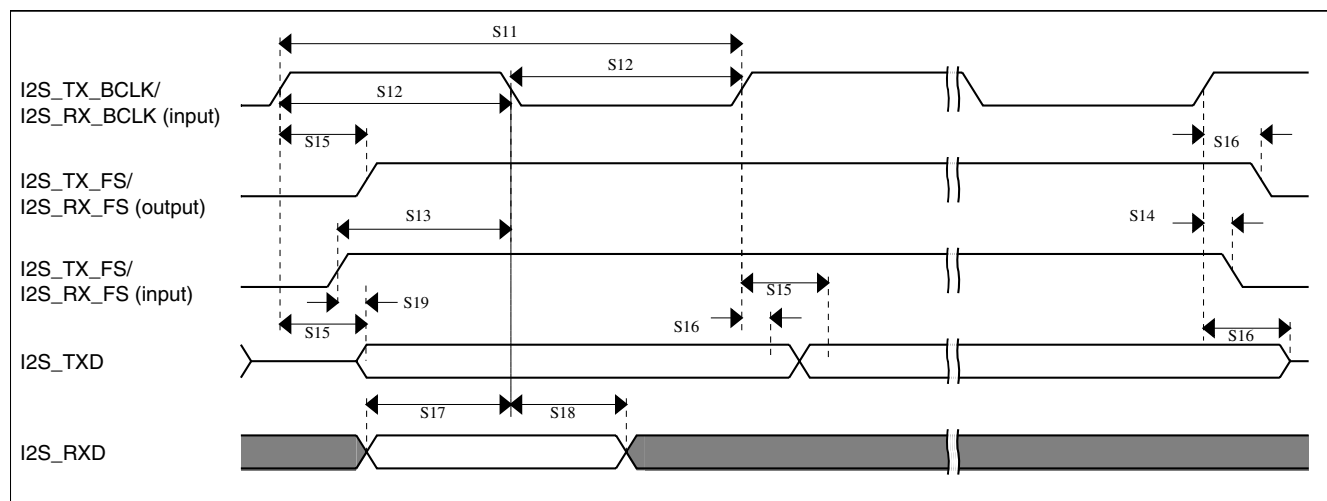 S11
S12
I2S_TX_BCLK/
I2S_RX_BCLK (input)
S12
S15
S16
I2S_TX_FS/
I2S_RX_FS (output)
S13
S14
I2S_TX_FS/
I2S_RX_FS (input)
S15
S19
S15
S16
S16
I2S_TXD
S17
S18
I2S_RXD